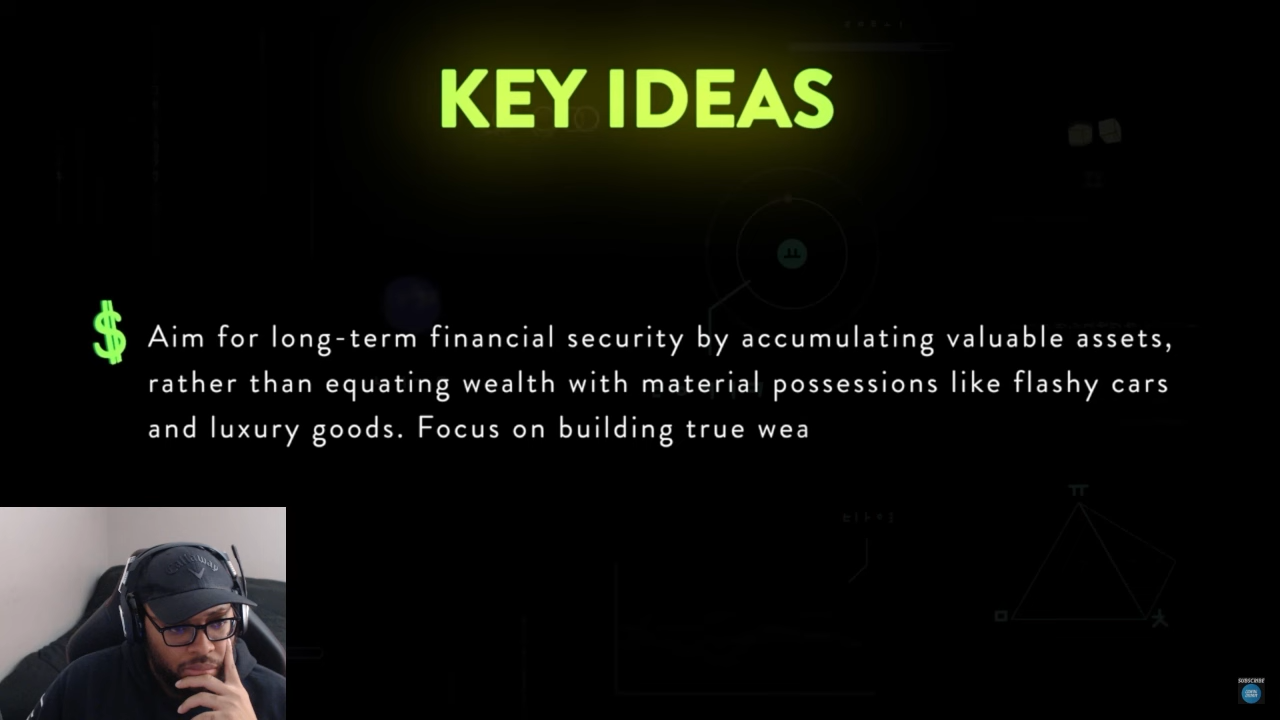 KEY IDEAS
$ Aim for long-term financial security by accumulating valuable assets,
rather than equating wealth with material possessions like flashy cars
and luxury goods. Focus on building true wea
SUBSCRIBE